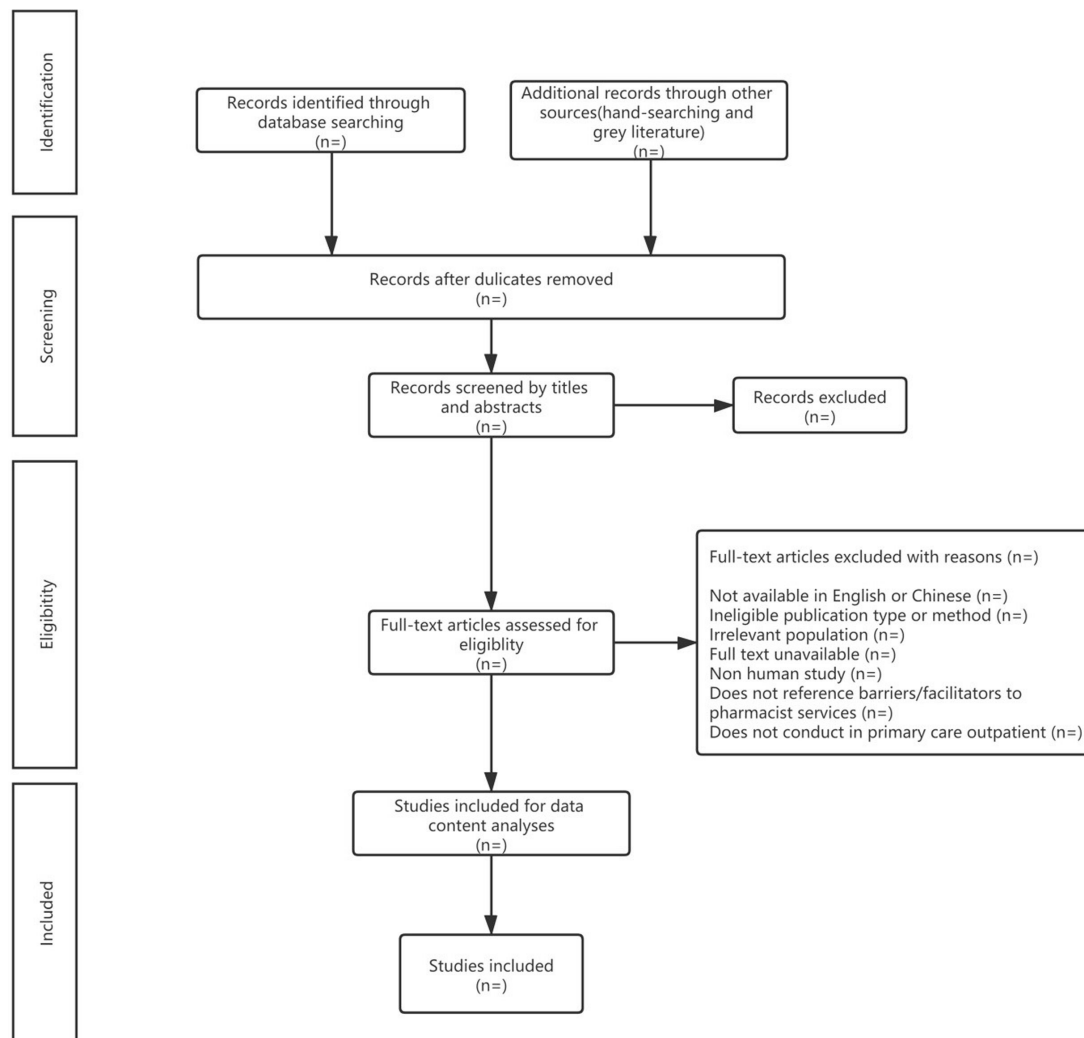 Identification
Records identified through
database searching
(n=)
Additional records through other
sources(hand-searching and
grey literature)
(n=)
Screening
Records after dulicates removed
(n=)
Records screened by titles
and abstracts
(n=)
Records excluded
(n=)
Eligibitity
Full-text articles assessed for
eligiblity
(n=)
Full-text articles excluded with reasons (n=)
Not available in English or Chinese (n=)
Ineligible publication type or method (n=)
Irrelevant population (n=)
Full text unavailable (n=)
Non human study (n=)
Does not reference barriers/facilitators to
pharmacist services (n=)
Does not conduct in primary care outpatient (n=)
Included
Studies included for data
content analyses
(n=)
Studies included
(n=)